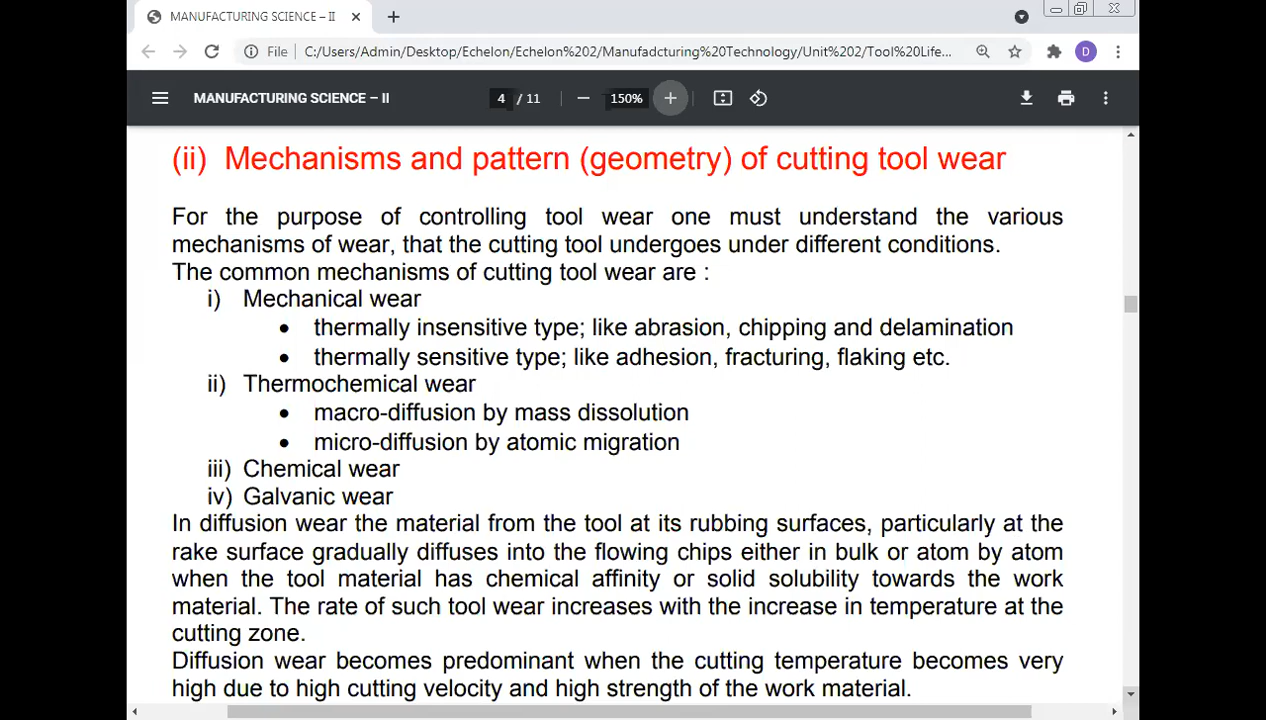 MANUFACTURING SCIENCE – II
File C:/Users/Admin/Desktop/Echelon/Echelon%202/Manufadcturing%20Technology/Unit%202/Tool%20Life...
D
MANUFACTURING SCIENCE – II 4 / 11 150%
(ii) Mechanisms and pattern (geometry) of cutting tool wear
For the purpose of controlling tool wear one must understand the various
mechanisms of wear, that the cutting tool undergoes under different conditions.
The common mechanisms of cutting tool wear are :
i) Mechanical wear
• thermally insensitive type; like abrasion, chipping and delamination
• thermally sensitive type; like adhesion, fracturing, flaking etc.
ii) Thermochemical wear
• macro-diffusion by mass dissolution
• micro-diffusion by atomic migration
iii) Chemical wear
iv) Galvanic wear
In diffusion wear the material from the tool at its rubbing surfaces, particularly at the
rake surface gradually diffuses into the flowing chips either in bulk or atom by atom
when the tool material has chemical affinity or solid solubility towards the work
material. The rate of such tool wear increases with the increase in temperature at the
cutting zone.
Diffusion wear becomes predominant when the cutting temperature becomes very
high due to high cutting velocity and high strength of the work material.